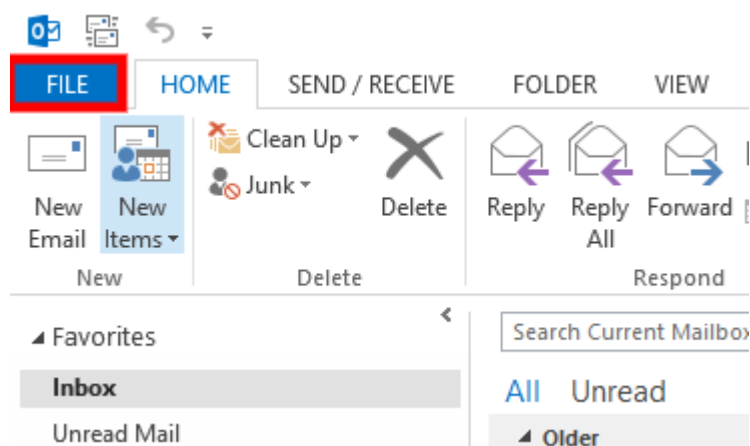 FILE HOME SEND / RECEIVE FOLDER VIEW
Clean Up
Junk
New Email
New Items
Delete
Reply
Reply All
Forward
New
Delete
Respond
Favorites
Search Current Mailbox
Inbox
All Unread
Unread Mail
Older